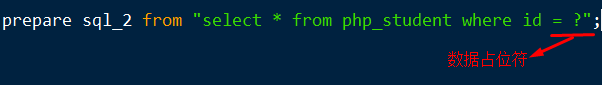 prepare sql_2 from "select * from php_student where id = ?";
数据占位符